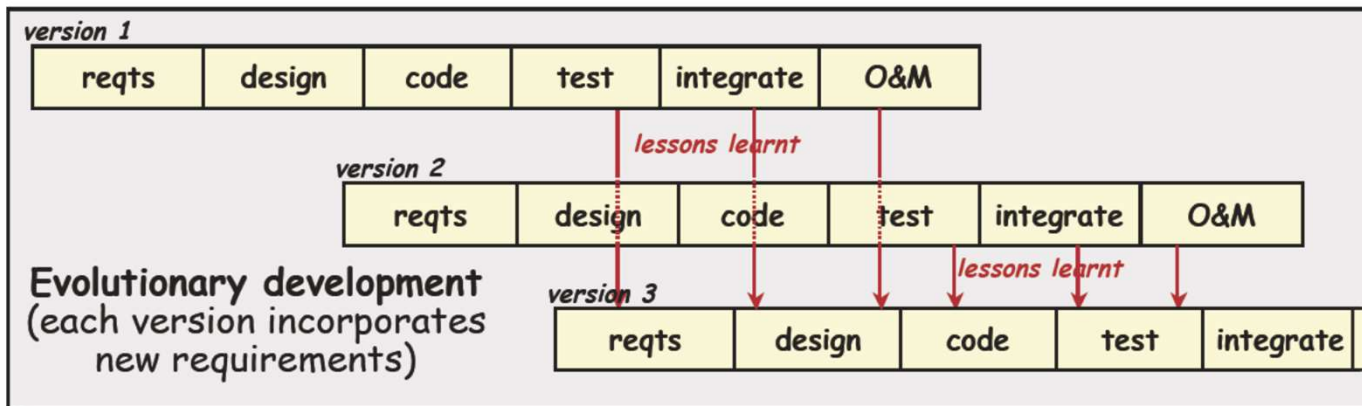 version 1
reqts design code test integrate O&M
lessons learnt
version 2
reqts design code test integrate O&M
lessons learnt
Evolutionary development
(each version incorporates
new requirements)
version 3
reqts design code test integrate